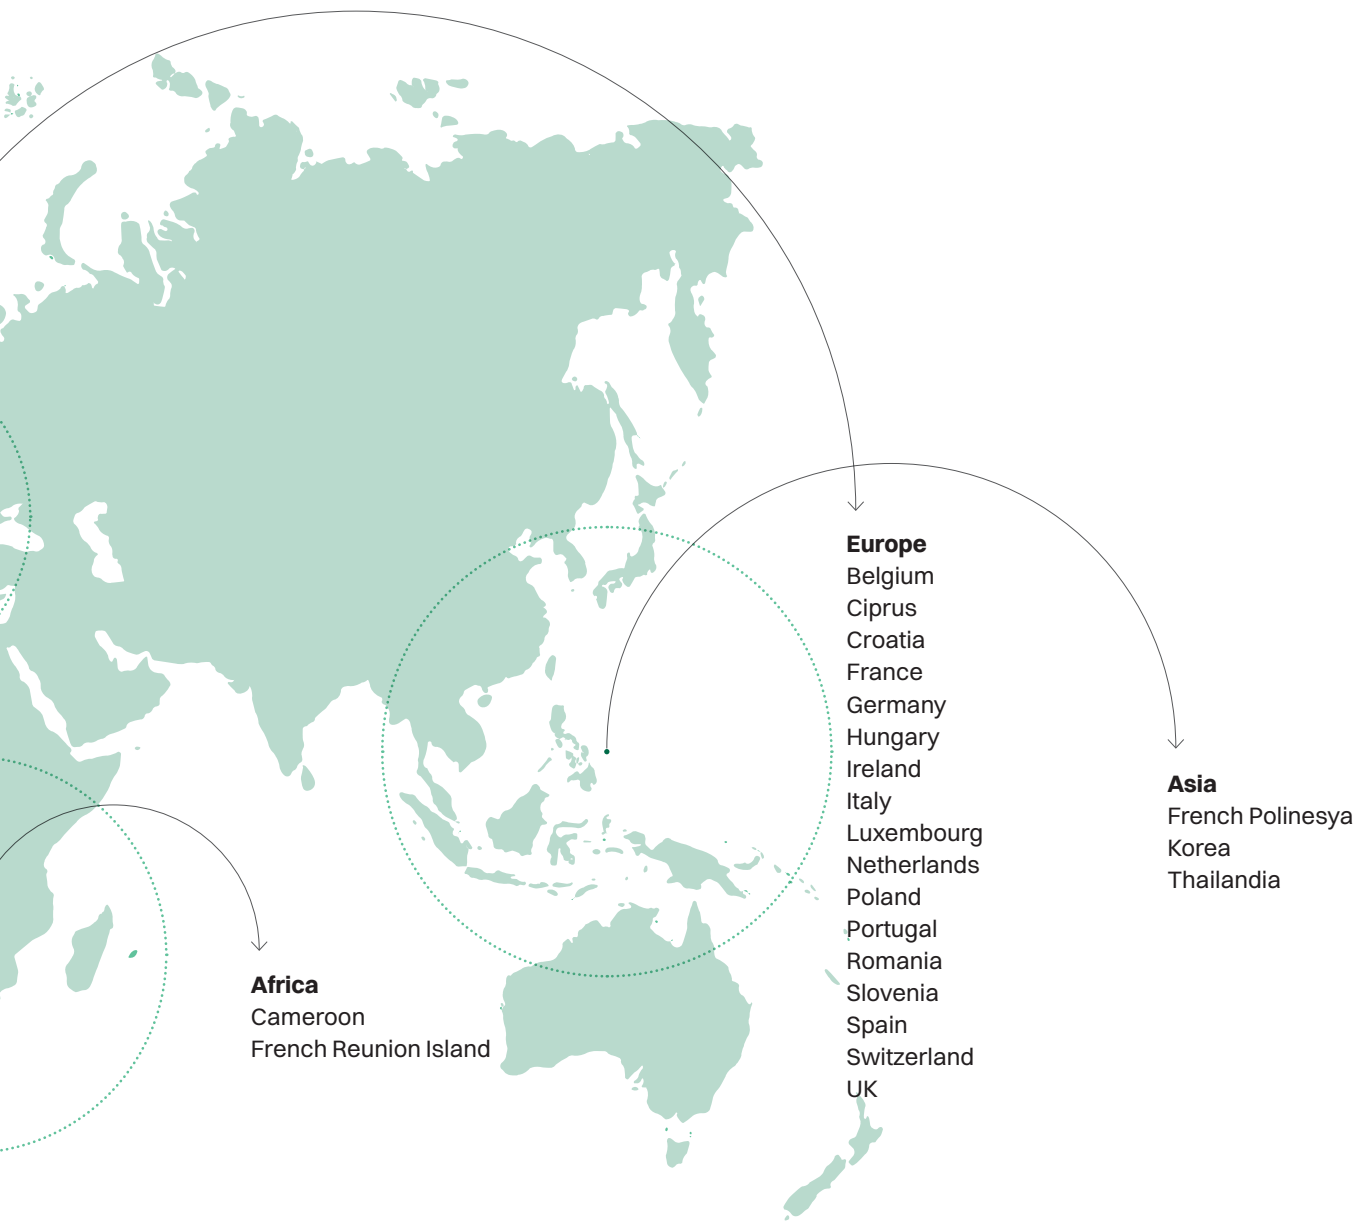 Europe
Belgium
Ciprus
Croatia
France
Germany
Hungary
Ireland
Italy
Luxembourg
Netherlands
Poland
Portugal
Romania
Slovenia
Spain
Switzerland
UK
Asia
French Polinesya
Korea
Thailandia
Africa
Cameroon
French Reunion Island